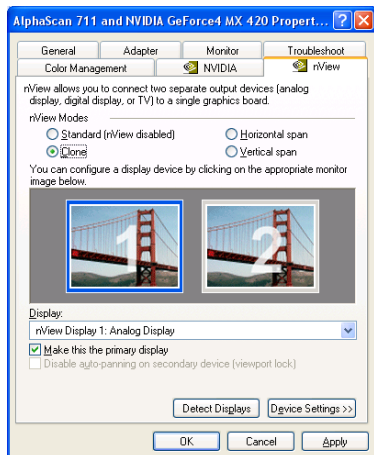 AlphaScan 711 and NVIDIA GeForce4 MX 420 Propert...
General Adapter Monitor Troubleshoot
Color Management NVIDIA nView
nView allows you to connect two separate output devices (analog
display, digital display, or TV) to a single graphics board.
nView Modes
Standard (nView disabled) Horizontal span
Clone Vertical span
You can configure a display device by clicking on the appropriate monitor
image below.
1 2
Display:
nView Display 1: Analog Display
Make this the primary display
Disable auto-panning on secondary device (viewport lock)
Detect Displays Device Settings >>
OK Cancel Apply